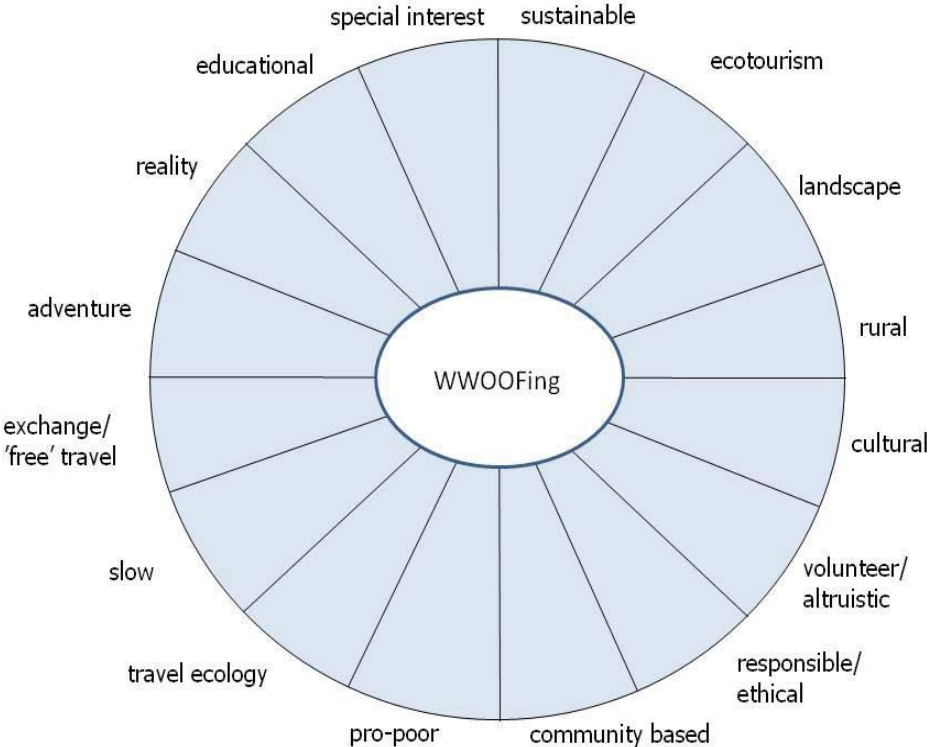 special interest
sustainable
ecotourism
landscape
rural
cultural
volunteer/
altruistic
responsible/
ethical
community based
pro-poor
travel ecology
slow
exchange/
'free' travel
adventure
reality
educational
WWOOFing